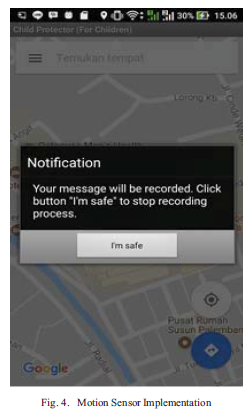 30% 15.06
Child Protector (For Children)
Temukan tempat
Lorong Kb.
Notification
Your message will be recorded. Click
button "I'm safe" to stop recording
process.
I'm safe
Pusat Rumah
Susun Palemban
Google
Fig. 4. Motion Sensor Implementation